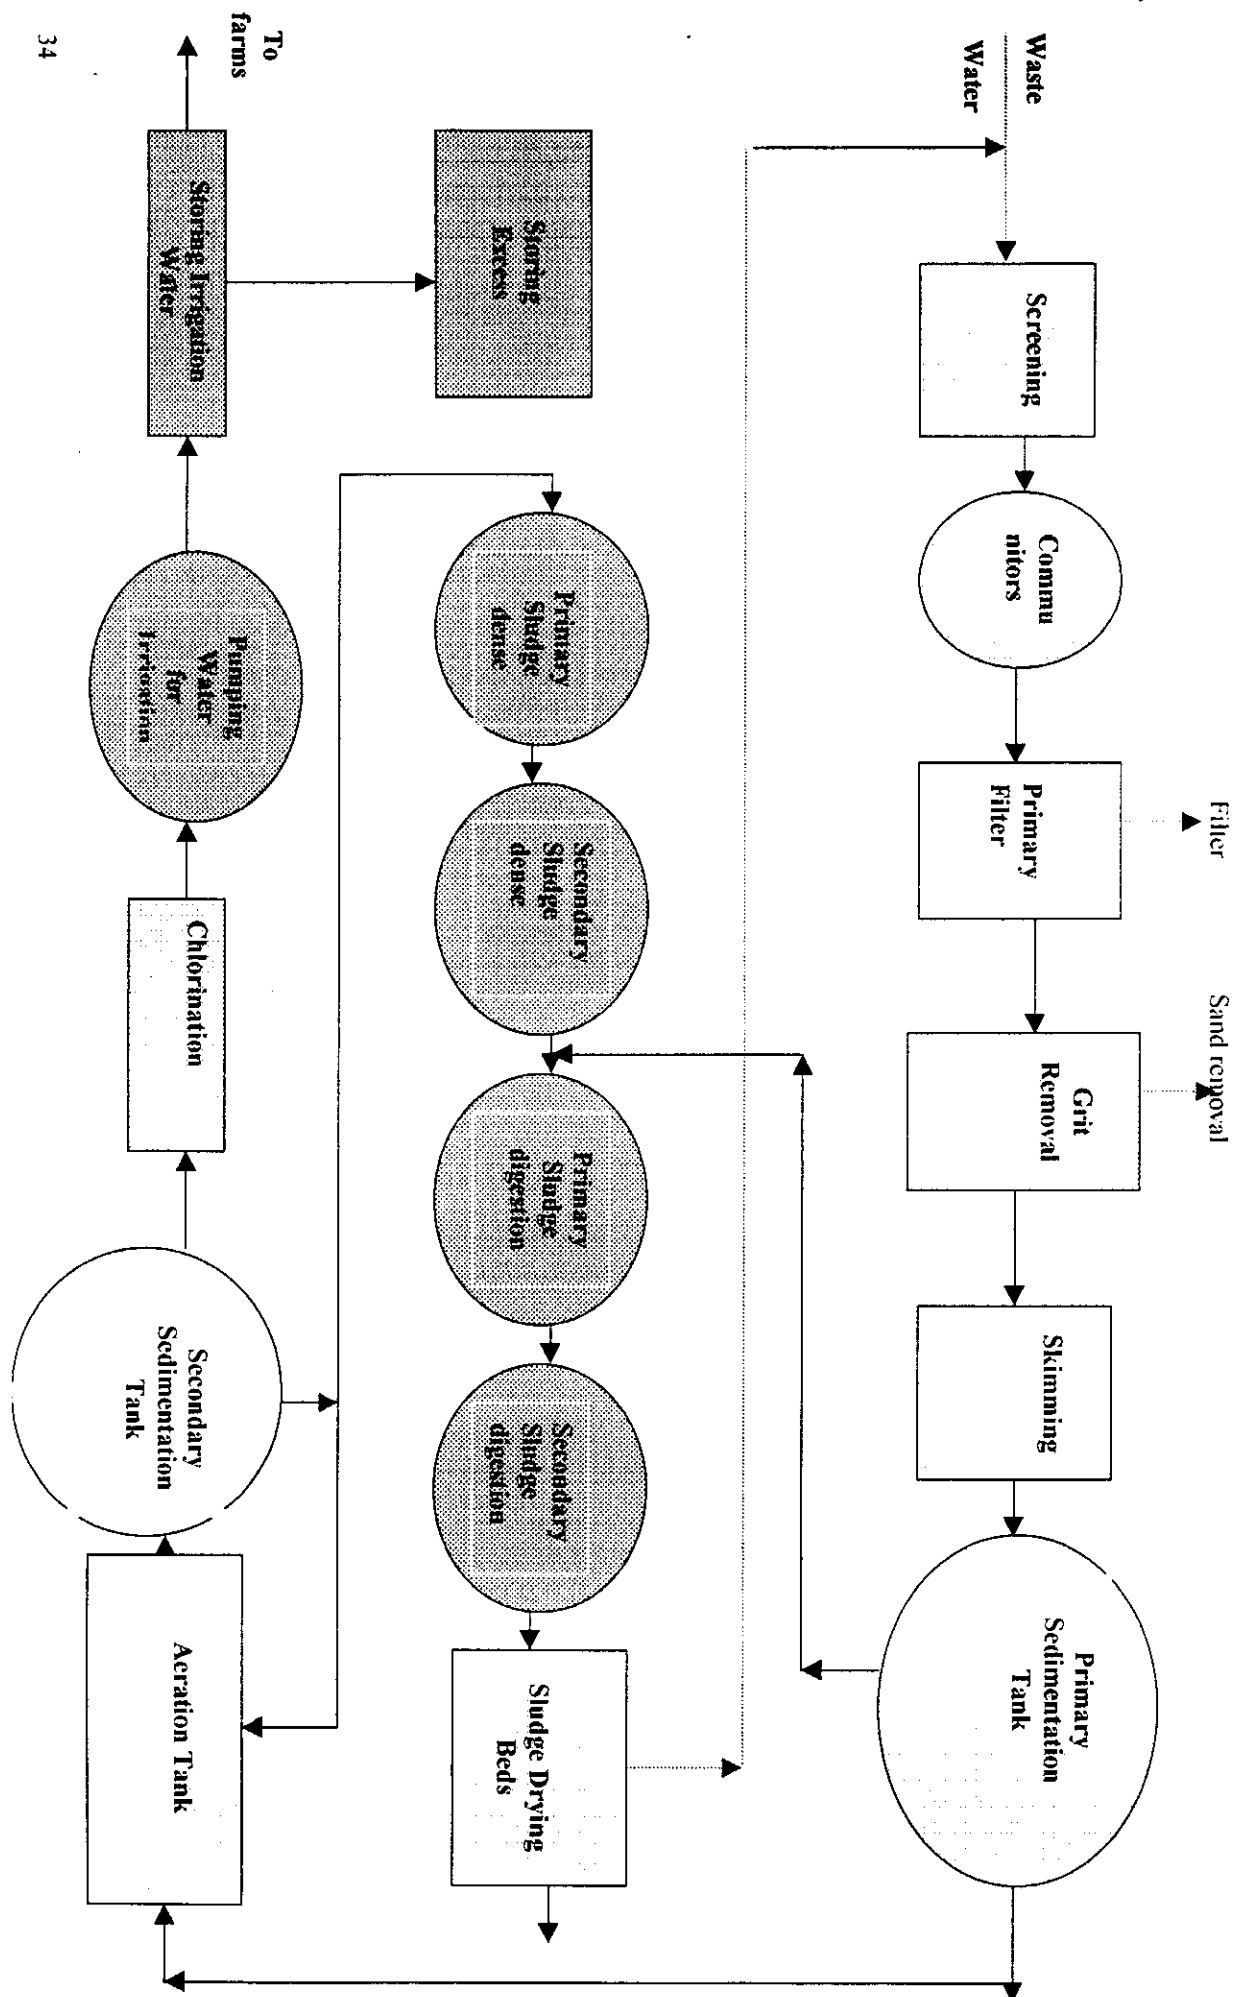 Waste
Water
Screening
Commu
nitors
Primary
Filter
Filter
Grit
Removal
Sand removal
Skimming
Primary
Sedimentation
Tank
Storing
Excess
Primary
Sludge
dense
Secondary
Sludge
dense
Primary
Sludge
digestion
Secondary
Sludge
digestion
Sludge Drying
Beds
To
farms
Storing Irrigation
Water
Pumping
Water
for
Irrigation
Chlorination
Secondary
Sedimentation
Tank
Aeration Tank
34